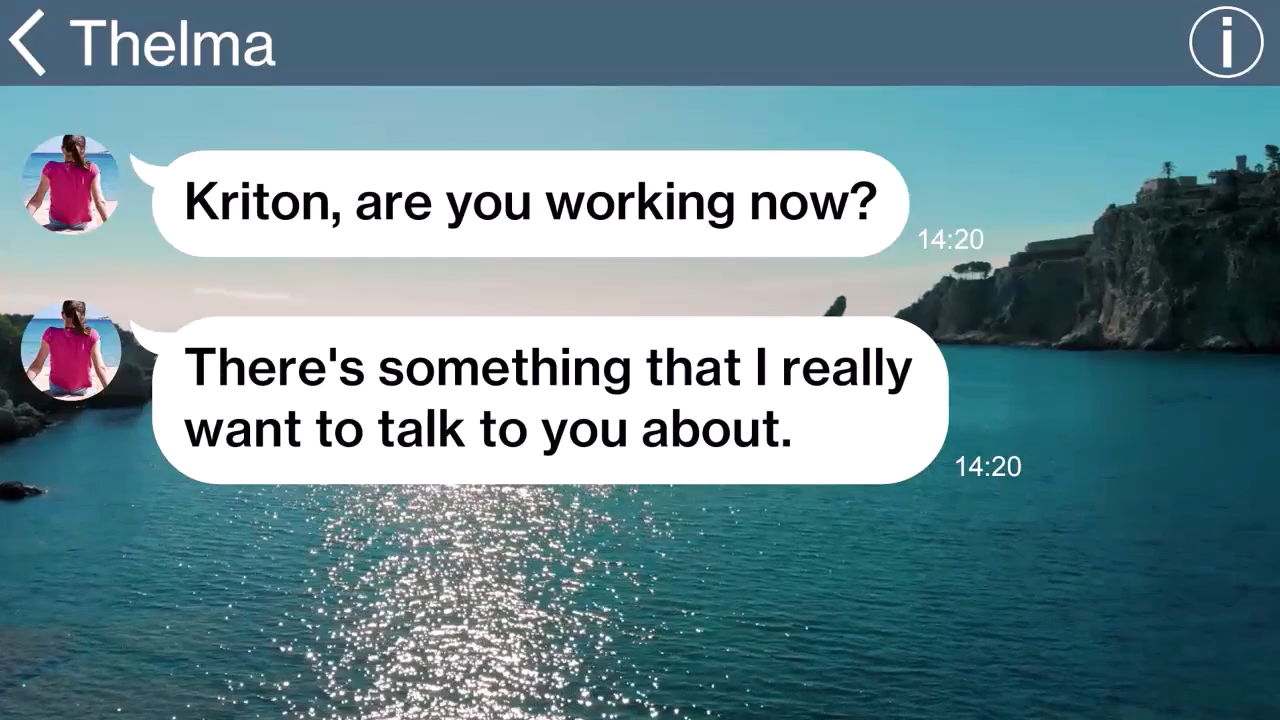 Thelma
Kriton, are you working now?
14:20
There's something that I really
want to talk to you about.
14:20